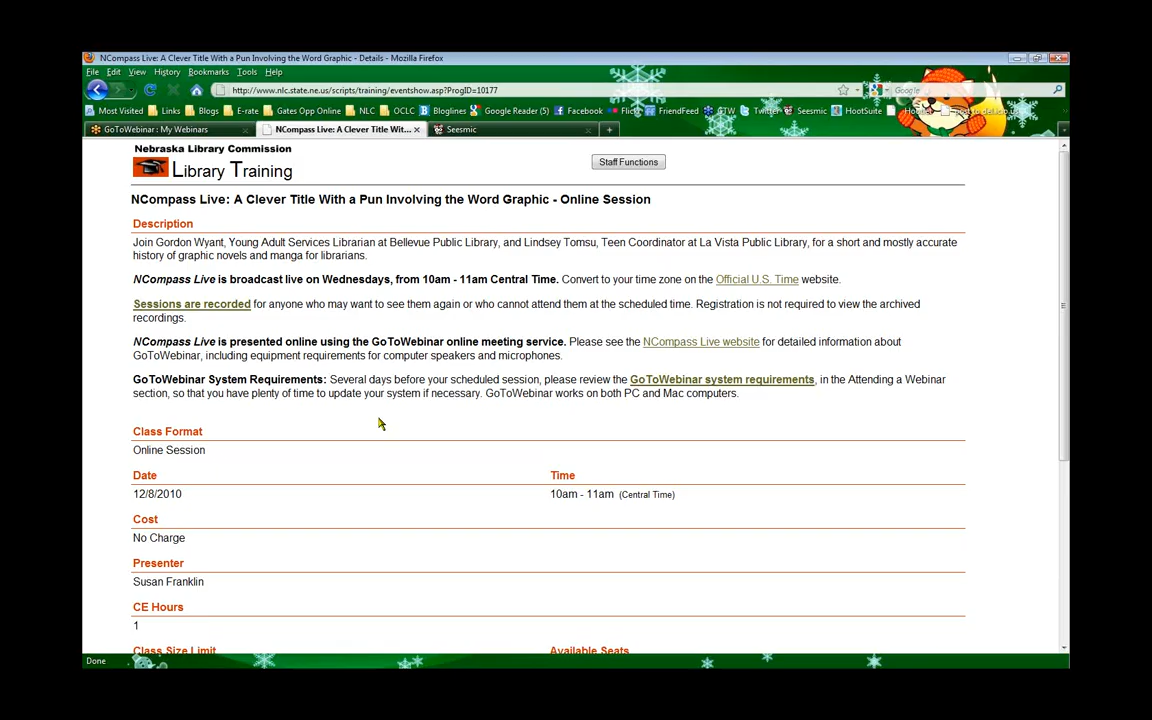 NCompass Live: A Clever Title With a Pun Involving the Word Graphic - Details - Mozilla Firefox
File Edit View History Bookmarks Tools Help
http://www.nlc.state.ne.us/scripts/training/eventshow.asp?ProgID=10177
Google
Most Visited Links Blogs E-rate Gates Opp Online NLC OCLC Bloglines Google Reader (5) Facebook FriendFeed GTW Twitter Seesmic HootSuite
GoToWebinar : My Webinars
NCompass Live: A Clever Title Wit...
Seesmic
Nebraska Library Commission
Library Training
Staff Functions
NCompass Live: A Clever Title With a Pun Involving the Word Graphic - Online Session
Description
Join Gordon Wyant, Young Adult Services Librarian at Bellevue Public Library, and Lindsey Tomsu, Teen Coordinator at La Vista Public Library, for a short and mostly accurate
history of graphic novels and manga for librarians.
NCompass Live is broadcast live on Wednesdays, from 10am - 11am Central Time. Convert to your time zone on the Official U.S. Time website.
Sessions are recorded for anyone who may want to see them again or who cannot attend them at the scheduled time. Registration is not required to view the archived
recordings.
NCompass Live is presented online using the GoToWebinar online meeting service. Please see the NCompass Live website for detailed information about
GoToWebinar, including equipment requirements for computer speakers and microphones.
GoToWebinar System Requirements: Several days before your scheduled session, please review the GoToWebinar system requirements, in the Attending a Webinar
section, so that you have plenty of time to update your system if necessary. GoToWebinar works on both PC and Mac computers.
Class Format
Online Session
Date Time
12/8/2010 10am - 11am (Central Time)
Cost
No Charge
Presenter
Susan Franklin
CE Hours
1
Class Size Limit Available Seats
Done